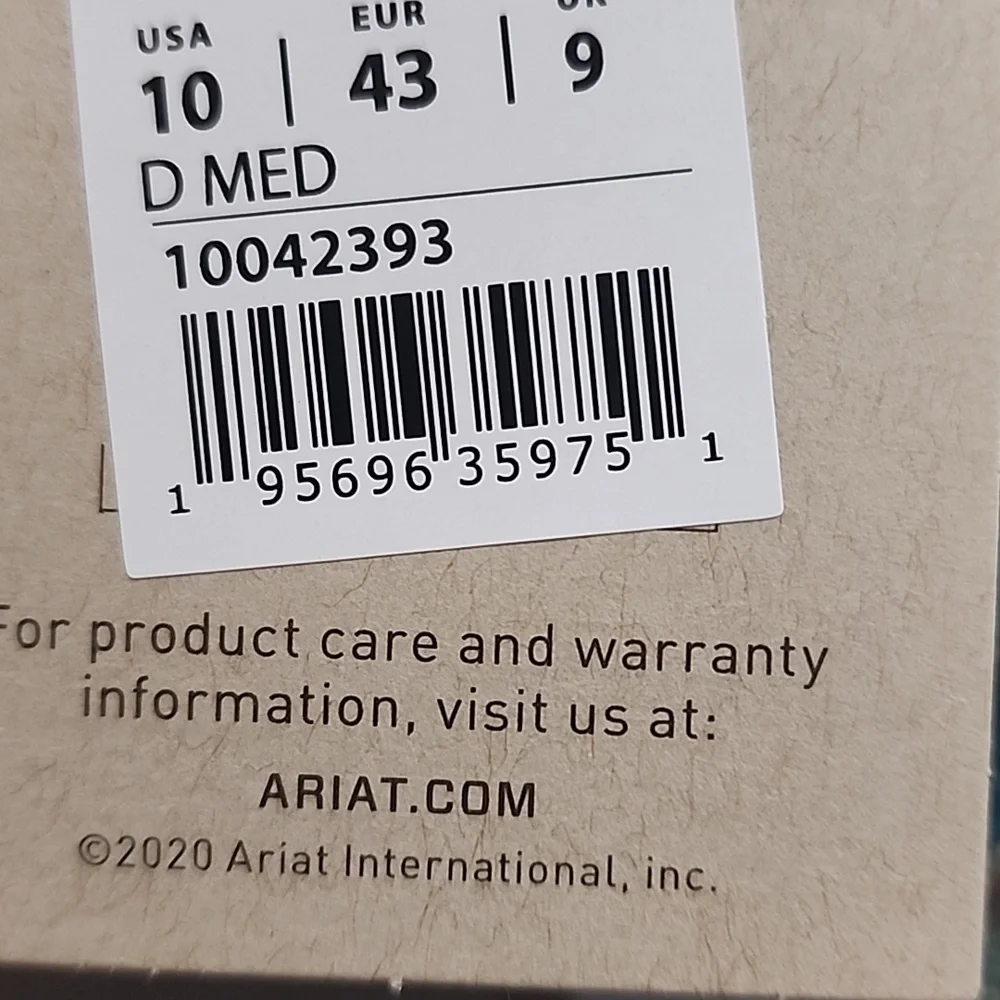 USA | EUR | UK
10 | 43 | 9
D MED
10042393
1 95696 35975 1
For product care and warranty
information, visit us at:
ARIAT.COM
©2020 Ariat International, inc.